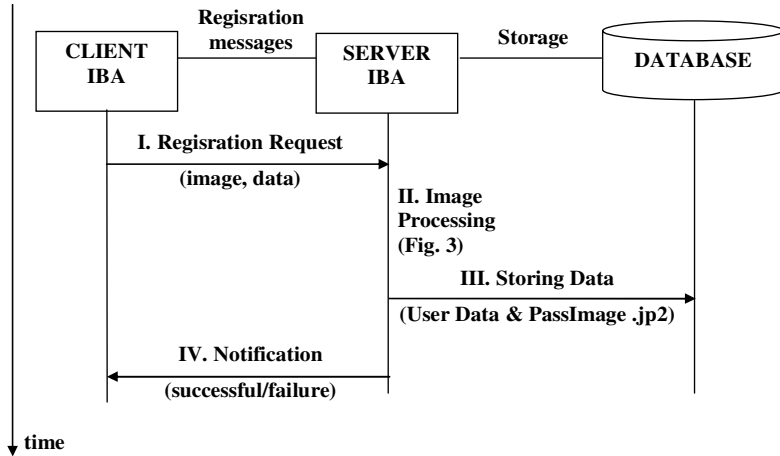 Regisration
messages
CLIENT
IBA
SERVER
IBA
Storage
DATABASE
I. Regisration Request
(image, data)
II. Image
Processing
(Fig. 3)
III. Storing Data
(User Data & PassImage .jp2)
IV. Notification
(successful/failure)
time